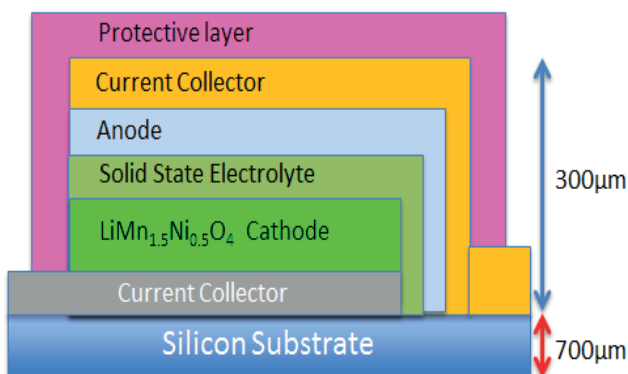 Protective layer
Current Collector
Anode
Solid State Electrolyte
LiMn₁.₅Ni₀.₅O₄ Cathode
Current Collector
Silicon Substrate
300µm
700µm